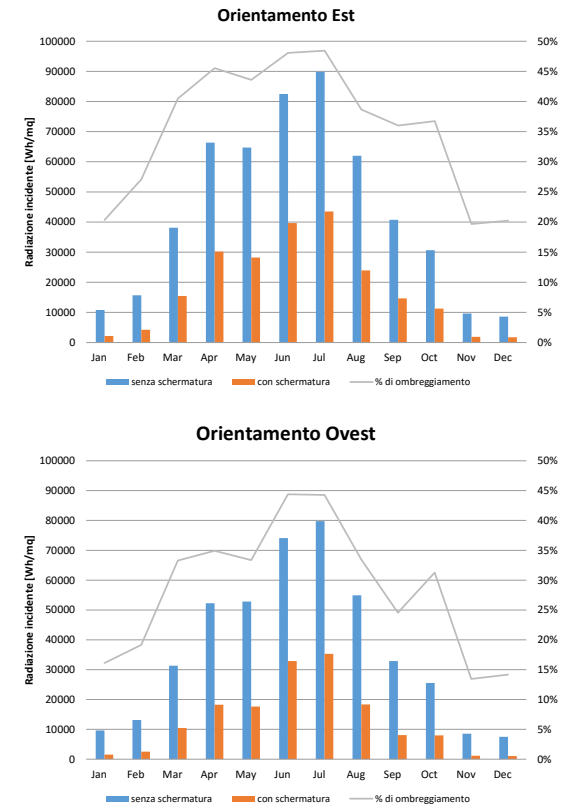 Orientamento Est
100000 50%
90000 45%
80000 40%
70000 35%
60000 30%
50000 25%
40000 20%
30000 15%
20000 10%
10000 5%
0 0%
Radiazione incidente [Wh/mq]
Jan Feb Mar Apr May Jun Jul Aug Sep Oct Nov Dec
senza schermatura con schermatura % di ombreggiamento
Orientamento Ovest
100000 50%
90000 45%
80000 40%
70000 35%
60000 30%
50000 25%
40000 20%
30000 15%
20000 10%
10000 5%
0 0%
Radiazione incidente [Wh/mq]
Jan Feb Mar Apr May Jun Jul Aug Sep Oct Nov Dec
senza schermatura con schermatura % di ombreggiamento